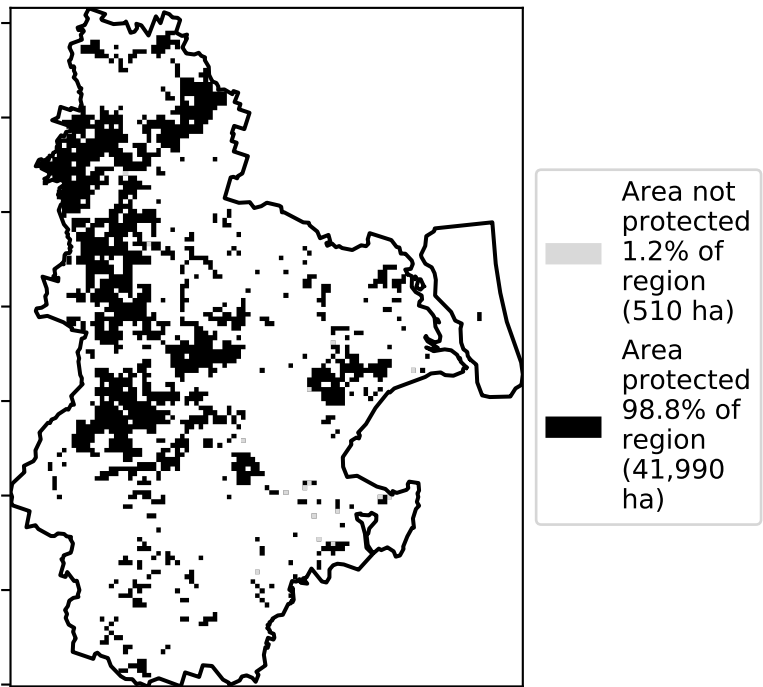 Area not
protected
1.2% of
region
(510 ha)
Area
protected
98.8% of
region
(41,990
ha)